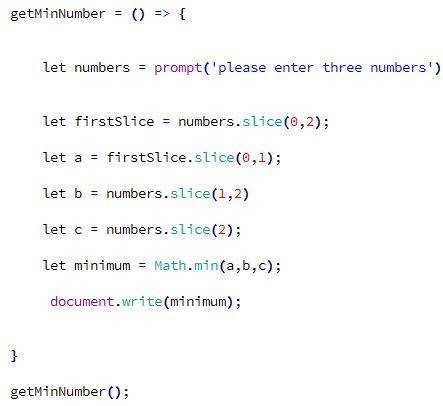 getMinNumber = () => {
let numbers = prompt('please enter three numbers')
let firstSlice = numbers.slice(0,2);
let a = firstSlice.slice(0,1);
let b = numbers.slice(1,2)
let c = numbers.slice(2);
let minimum = Math.min(a,b,c);
document.write(minimum);
}
getMinNumber();